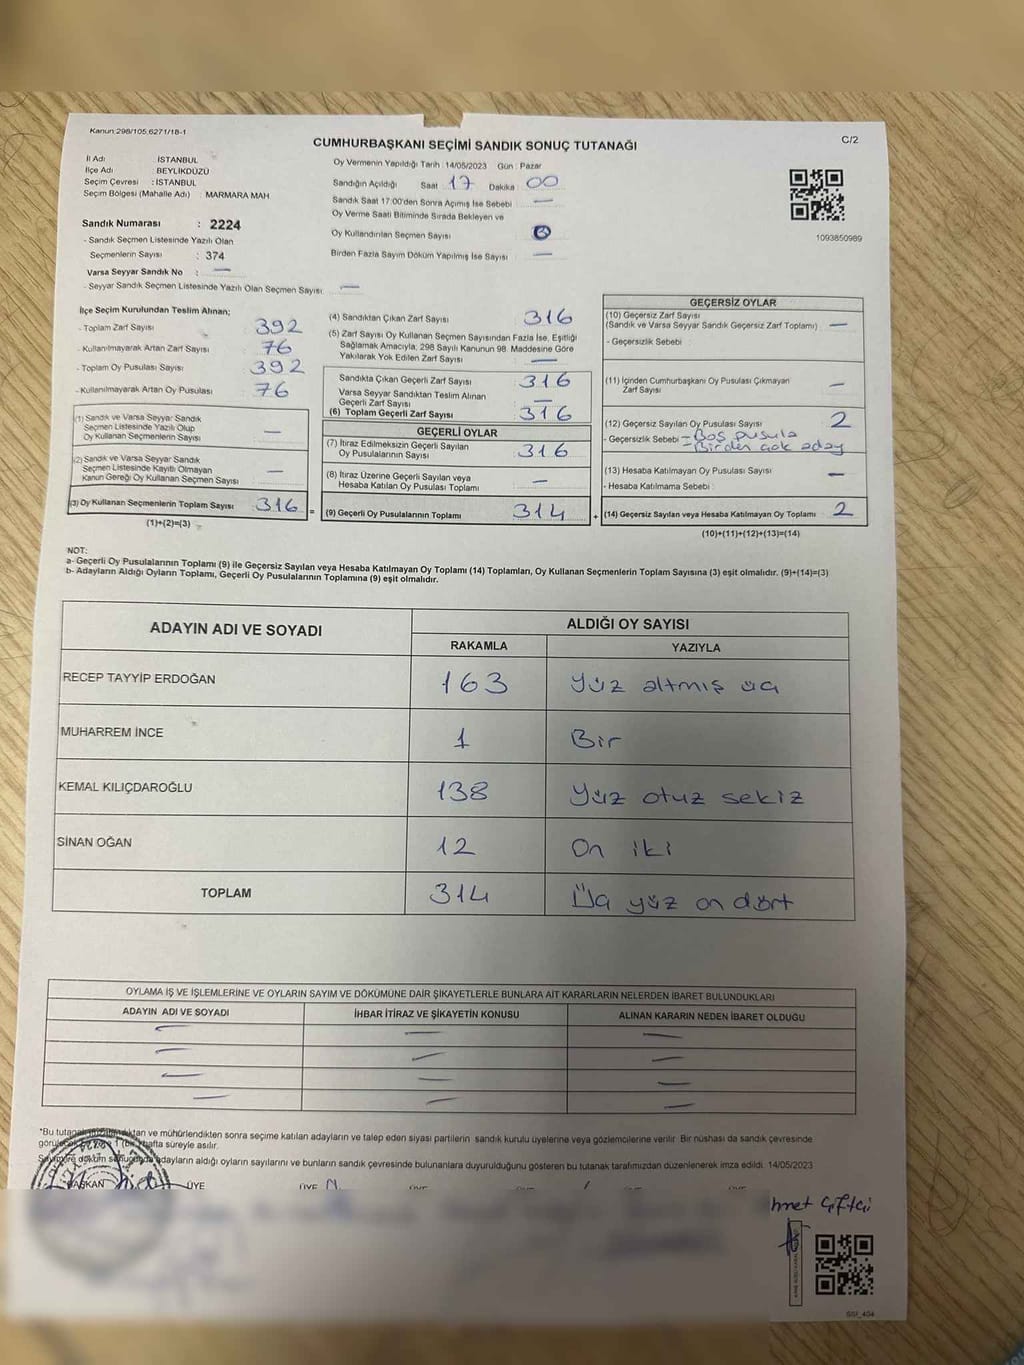 Kanun:298/105,6271/18-1
C/2
CUMHURBAŞKANI SEÇİMİ SANDIK SONUÇ TUTANAĞI
İl Adı İSTANBUL
İlçe Adı BEYLİKDÜZÜ
Seçim Çevresi : İSTANBUL
Seçim Bölgesi (Mahalle Adı) MARMARA MAH
Sandık Numarası : 2224
- Sandık Seçmen Listesinde Yazılı Olan
Seçmenlerin Sayısı : 374
Varsa Seyyar Sandık No : —
- Seyyar Sandık Seçmen Listesinde Yazılı Olan Seçmen Sayısı: —
Oy Vermenin Yapıldığı Tarih : 14/05/2023 Gün : Pazar
Sandığın Açıldığı Saat 17 Dakika 00
Sandık Saat 17:00'den Sonra Açımış İse Sebebi —
Oy Verme Saati Bitiminde Sırada Bekleyen ve
Oy Kullandırılan Seçmen Sayısı
Birden Fazla Sayım Döküm Yapılmış İse Sayısı —
1093850989
İlçe Seçim Kurulundan Teslim Alınan;
- Toplam Zarf Sayısı 392
- Kullanılmayarak Artan Zarf Sayısı 76
- Toplam Oy Pusulası Sayısı 392
- Kullanılmayarak Artan Oy Pusulası 76
(1) Sandık ve Varsa Seyyar Sandık
Seçmen Listesinde Yazılı Olup
Oy Kullanan Seçmenlerin Sayısı —
(2) Sandık ve Varsa Seyyar Sandık
Seçmen Listesinde Kayıtlı Olmayan
Kanun Gereği Oy Kullanan Seçmen Sayısı —
(3) Oy Kullanan Seçmenlerin Toplam Sayısı 316 =
(1)+(2)=(3)
(4) Sandıktan Çıkan Zarf Sayısı 316
(5) Zarf Sayısı Oy Kullanan Seçmen Sayısından Fazla İse, Eşitliği
Sağlamak Amacıyla, 298 Sayılı Kanunun 98. Maddesine Göre
Yakılarak Yok Edilen Zarf Sayısı —
Sandıkta Çıkan Geçerli Zarf Sayısı 316
Varsa Seyyar Sandıktan Teslim Alınan
Geçerli Zarf Sayısı —
(6) Toplam Geçerli Zarf Sayısı 316
GEÇERLİ OYLAR
(7) İtiraz Edilmeksizin Geçerli Sayılan
Oy Pusulalarının Sayısı 316
(8) İtiraz Üzerine Geçerli Sayılan veya
Hesaba Katılan Oy Pusulası Toplamı —
(9) Geçerli Oy Pusulalarının Toplamı 314 +
GEÇERSİZ OYLAR
(10) Geçersiz Zarf Sayısı
(Sandık ve Varsa Seyyar Sandık Geçersiz Zarf Toplamı) —
- Geçersizlik Sebebi :
(11) İçinden Cumhurbaşkanı Oy Pusulası Çıkmayan
Zarf Sayısı —
(12) Geçersiz Sayılan Oy Pusulası Sayısı 2
- Geçersizlik Sebebi - Boş pusula
- Birden çok aday
(13) Hesaba Katılmayan Oy Pusulası Sayısı —
- Hesaba Katılmama Sebebi :
(14) Geçersiz Sayılan veya Hesaba Katılmayan Oy Toplamı 2
(10)+(11)+(12)+(13)=(14)
NOT:
a- Geçerli Oy Pusulalarının Toplamı (9) ile Geçersiz Sayılan veya Hesaba Katılmayan Oy Toplamı (14) Toplamları, Oy Kullanan Seçmenlerin Toplam Sayısına (3) eşit olmalıdır. (9)+(14)=(3)
b- Adayların Aldığı Oyların Toplamı, Geçerli Oy Pusulalarının Toplamına (9) eşit olmalıdır.
ADAYIN ADI VE SOYADI
ALDIĞI OY SAYISI
RAKAMLA YAZIYLA
RECEP TAYYİP ERDOĞAN 163 Yüz altmış üç
MUHARREM İNCE 1 Bir
KEMAL KILIÇDAROĞLU 138 Yüz otuz sekiz
SİNAN OĞAN 12 On iki
TOPLAM 314 Üç yüz on dört
OYLAMA İŞ VE İŞLEMLERİNE VE OYLARIN SAYIM VE DÖKÜMÜNE DAİR ŞİKAYETLERLE BUNLARA AİT KARARLARIN NELERDEN İBARET BULUNDUKLARI
ADAYIN ADI VE SOYADI İHBAR İTİRAZ VE ŞİKAYETİN KONUSU ALINAN KARARIN NEDEN İBARET OLDUĞU
— — —
— — —
— — —
— — —
ve mühürlendikten sonra seçime katılan adayların ve talep eden siyasi partilerin sandık kurulu üyelerine veya gözlemcilerine verilir. Bir nüshası da sandık çevresinde
hafta süreyle asılır.
adayların aldığı oyların sayılarını ve bunların sandık çevresinde bulunanlara duyurulduğunu gösteren bu tutanak tarafımızdan düzenlenerek imza edildi. 14/05/2023
BAŞKAN ÜYE ÜYE
Çiftçi
SSI_404